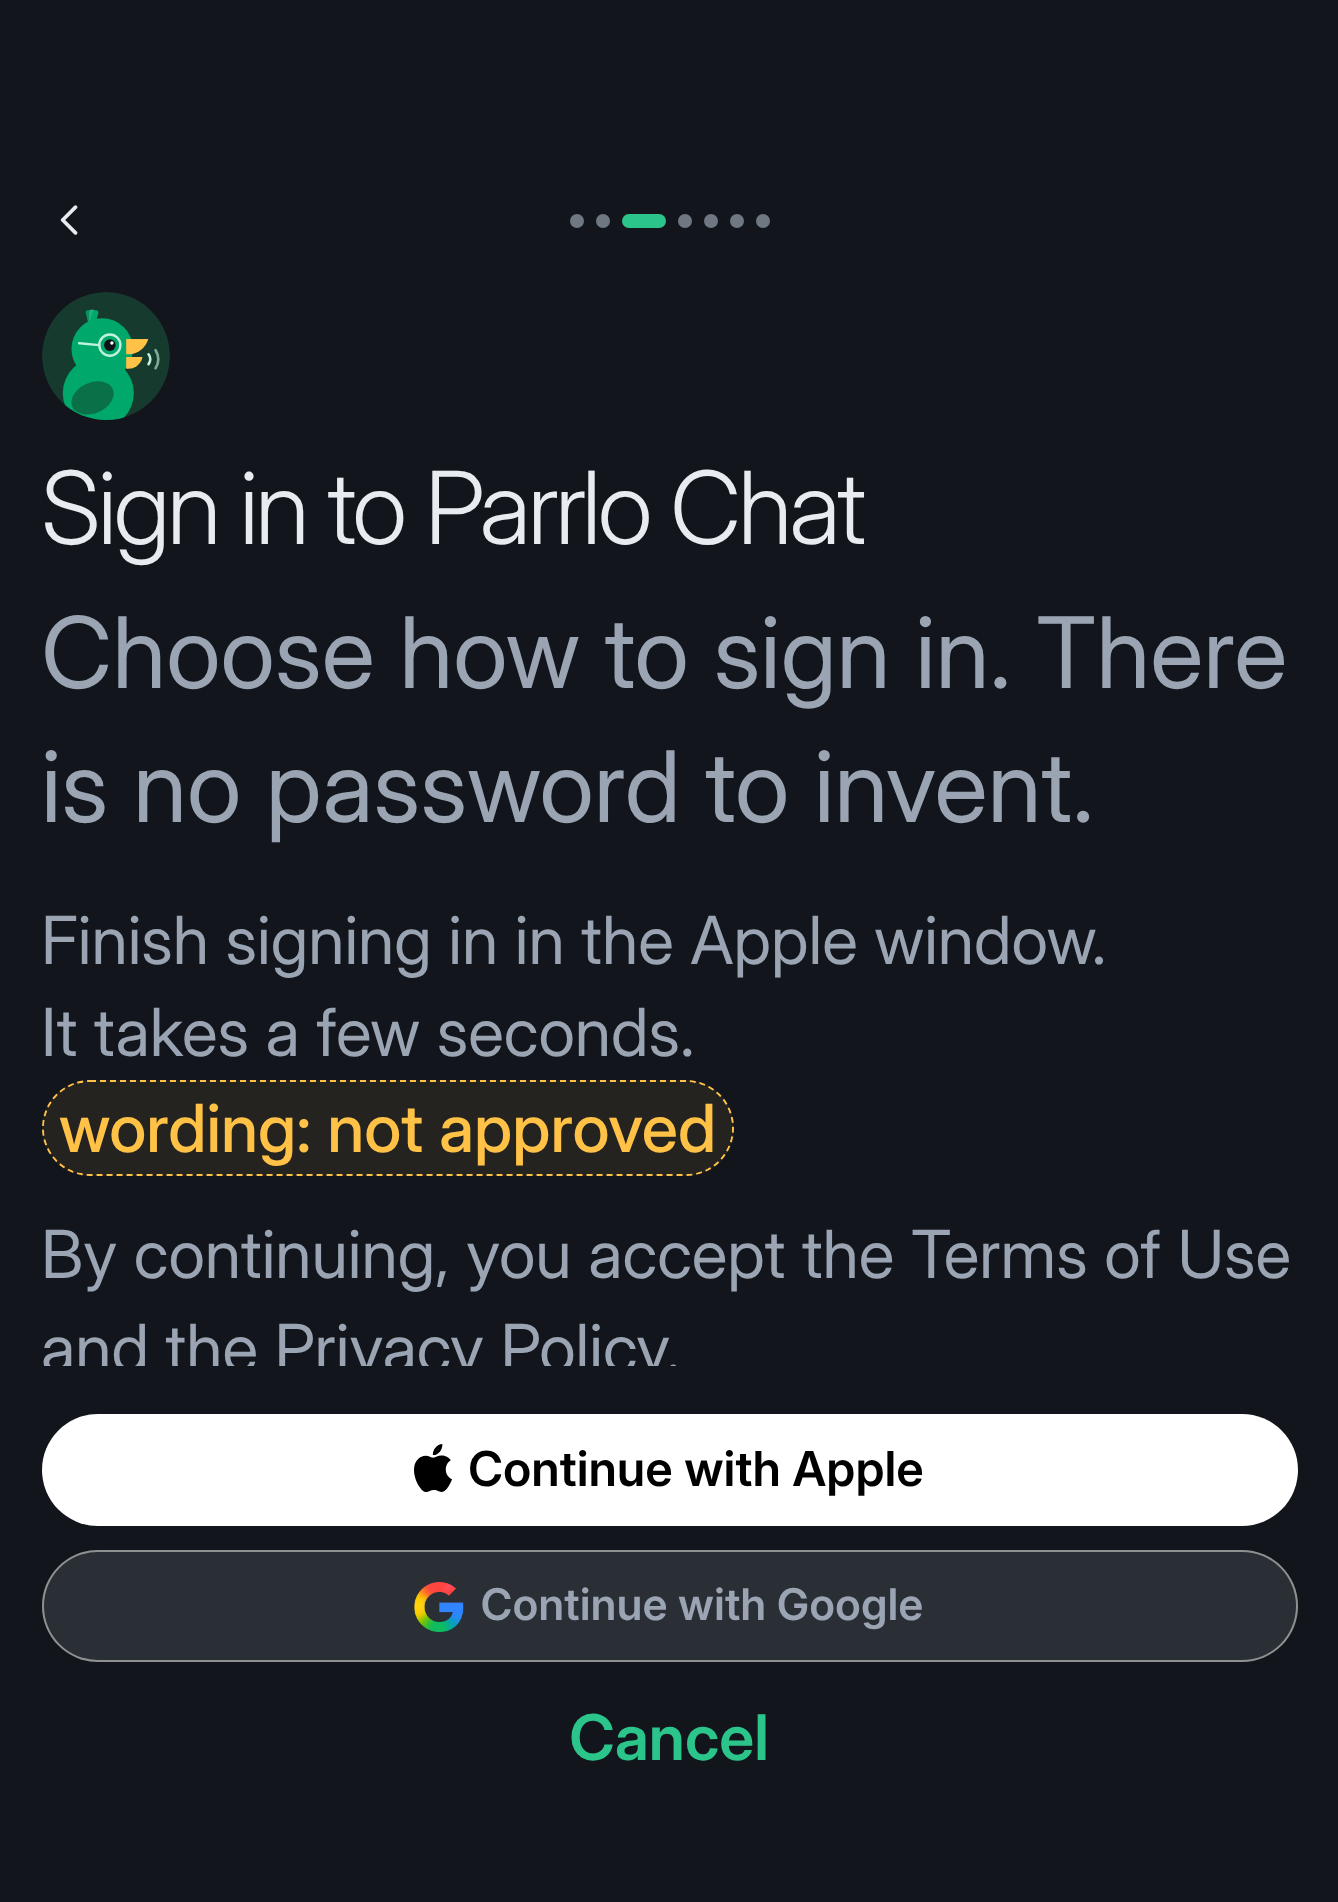 Sign in to Parrlo Chat
Choose how to sign in. There
is no password to invent.
Finish signing in in the Apple window.
It takes a few seconds.
wording: not approved
By continuing, you accept the Terms of Use
and the Privacy Policy.
Continue with Apple
Continue with Google
Cancel